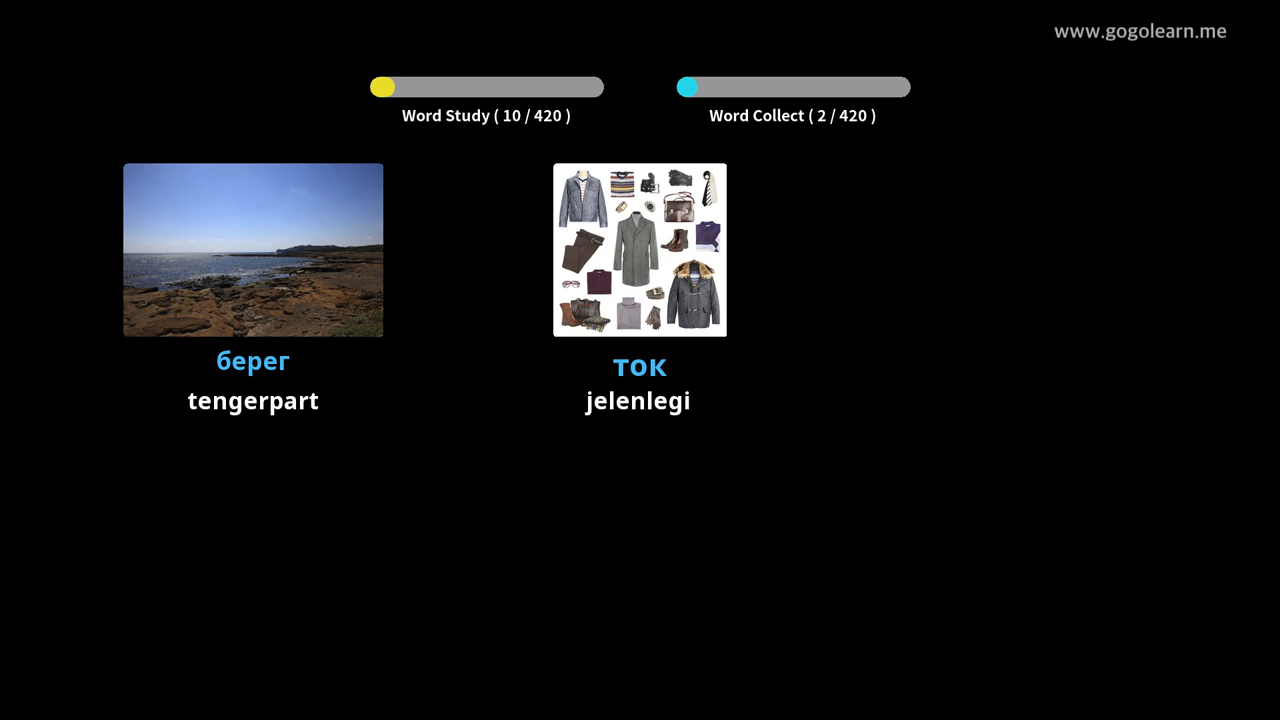 www.gogolearn.me
Word Study ( 10 / 420 )
Word Collect ( 2 / 420 )
берег
tengerpart
ток
jelenlegi